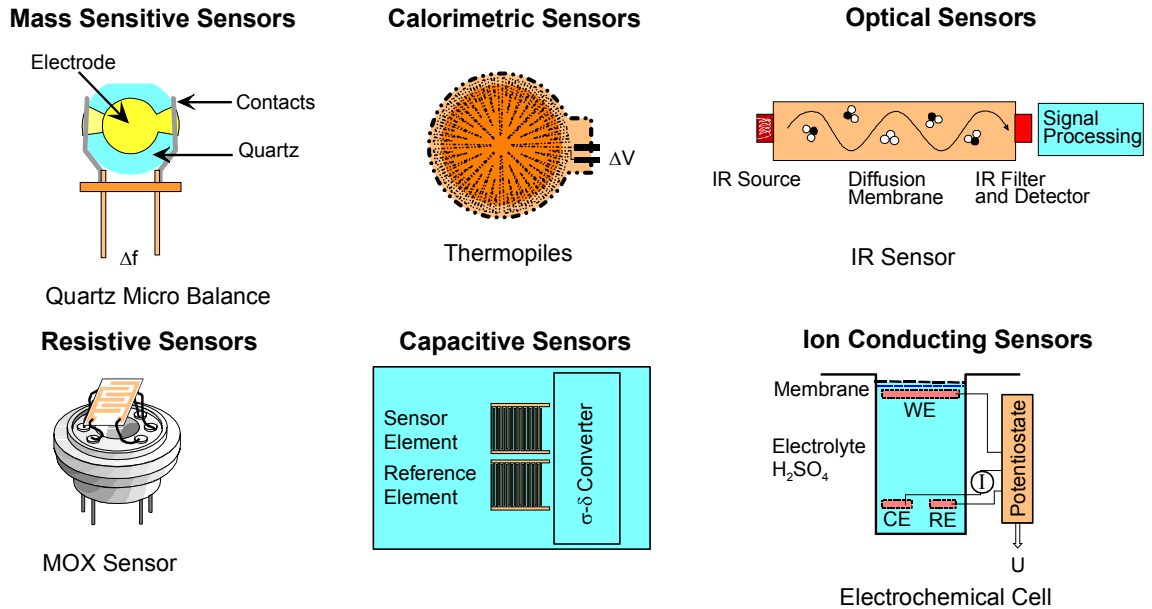 Mass Sensitive Sensors
Electrode
Contacts
Quartz
Δf
Quartz Micro Balance
Calorimetric Sensors
ΔV
Thermopiles
Optical Sensors
Signal
Processing
IR Source
Diffusion
Membrane
IR Filter
and Detector
IR Sensor
Resistive Sensors
MOX Sensor
Capacitive Sensors
Sensor
Element
Reference
Element
σ-δ Converter
Ion Conducting Sensors
Membrane
WE
Electrolyte
H₂SO₄
I
CE
RE
Potentiostate
U
Electrochemical Cell